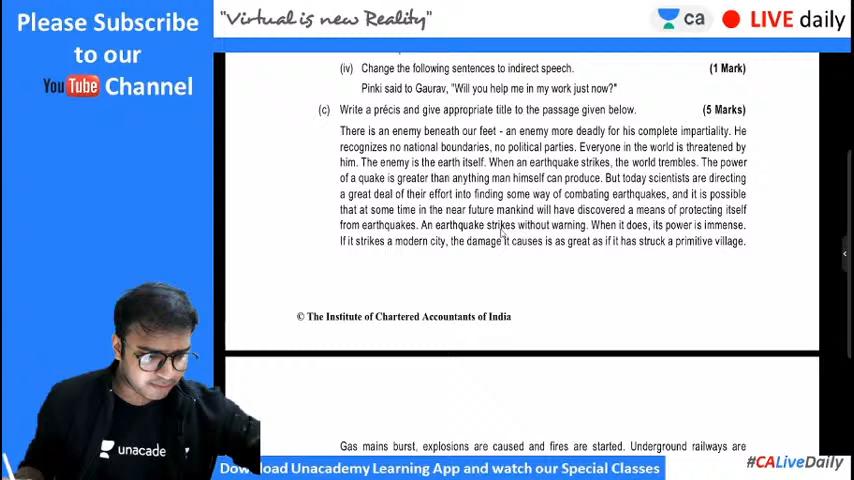 Please Subscribe
to our
YouTube Channel
"Virtual is new Reality"
ca
LIVE daily
(iv) Change the following sentences to indirect speech. (1 Mark)
Pinki said to Gaurav, "Will you help me in my work just now?"
(c) Write a précis and give appropriate title to the passage given below. (5 Marks)
There is an enemy beneath our feet - an enemy more deadly for his complete impartiality. He
recognizes no national boundaries, no political parties. Everyone in the world is threatened by
him. The enemy is the earth itself. When an earthquake strikes, the world trembles. The power
of a quake is greater than anything man himself can produce. But today scientists are directing
a great deal of their effort into finding some way of combating earthquakes, and it is possible
that at some time in the near future mankind will have discovered a means of protecting itself
from earthquakes. An earthquake strikes without warning. When it does, its power is immense.
If it strikes a modern city, the damage it causes is as great as if it has struck a primitive village.
© The Institute of Chartered Accountants of India
Gas mains burst, explosions are caused and fires are started. Underground railways are
unacade
Download Unacademy Learning App and watch our Special Classes
#CALiveDaily